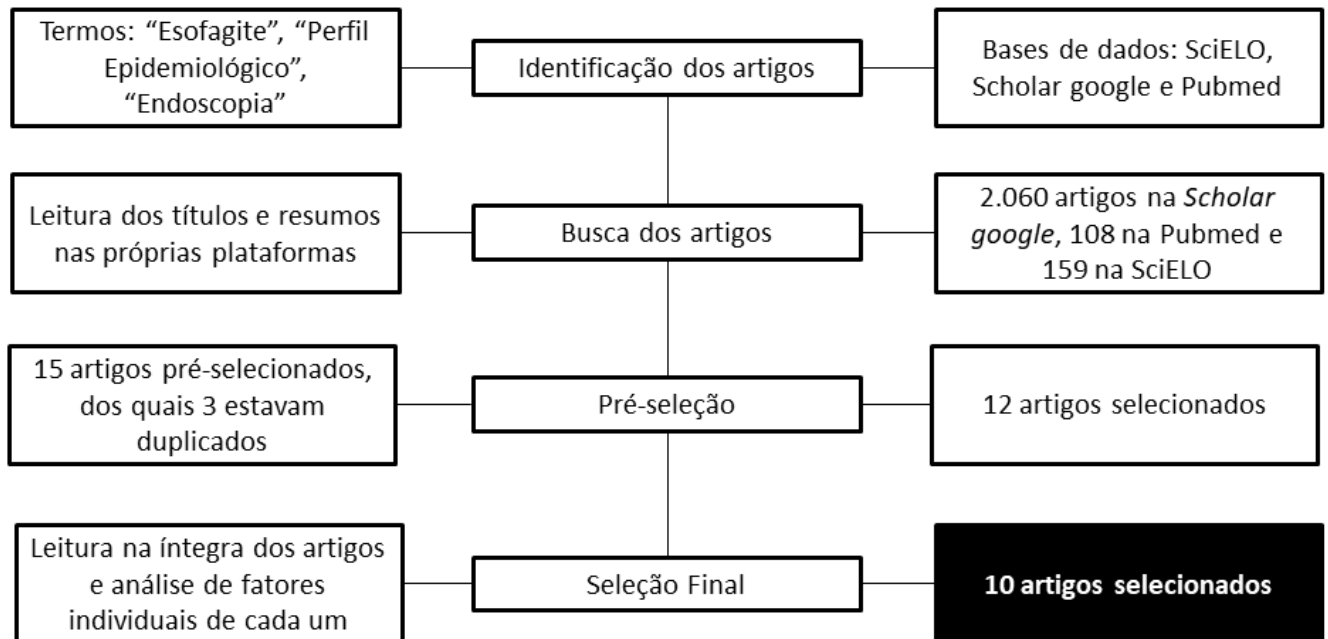 Termos: “Esofagite”, “Perfil
Epidemiológico”,
“Endoscopia”
Identificação dos artigos
Bases de dados: SciELO,
Scholar google e Pubmed
Leitura dos títulos e resumos
nas próprias plataformas
Busca dos artigos
2.060 artigos na Scholar
google, 108 na Pubmed e
159 na SciELO
15 artigos pré-selecionados,
dos quais 3 estavam
duplicados
Pré-seleção
12 artigos selecionados
Leitura na íntegra dos artigos
e análise de fatores
individuais de cada um
Seleção Final
10 artigos selecionados